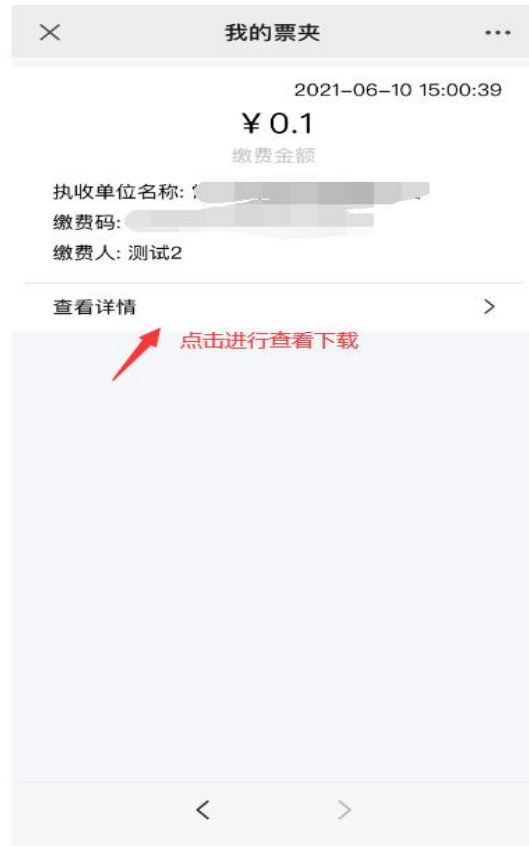 我的票夹
2021-06-10 15:00:39
¥0.1
缴费金额
执收单位名称:
缴费码:
缴费人: 测试2
查看详情
点击进行查看下载